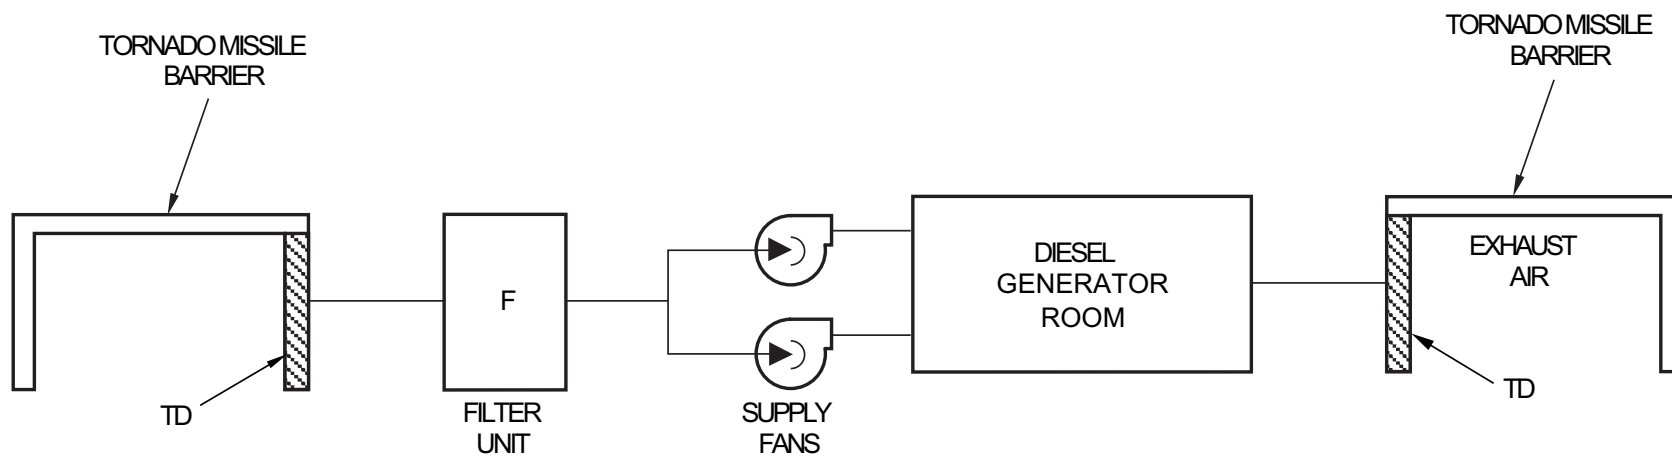 TORNADO MISSILE
BARRIER
TORNADO MISSILE
BARRIER
DIESEL
GENERATOR
ROOM
EXHAUST
AIR
F
TD
FILTER
UNIT
SUPPLY
FANS
TD